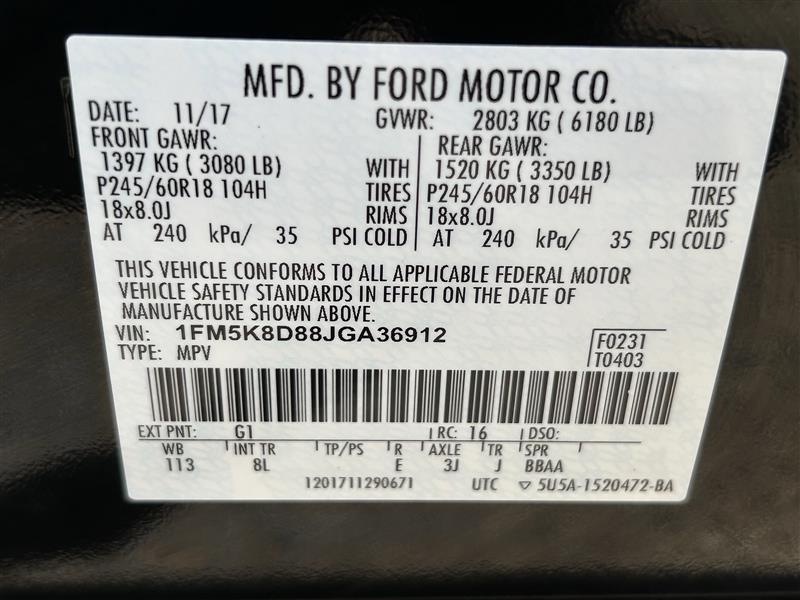 MFD. BY FORD MOTOR CO.
DATE: 11/17 GVWR: 2803 KG ( 6180 LB)
FRONT GAWR: REAR GAWR:
1397 KG ( 3080 LB) WITH 1520 KG ( 3350 LB) WITH
P245/60R18 104H TIRES P245/60R18 104H TIRES
18x8.0J RIMS 18x8.0J RIMS
AT 240 kPa/ 35 PSI COLD AT 240 kPa/ 35 PSI COLD
THIS VEHICLE CONFORMS TO ALL APPLICABLE FEDERAL MOTOR
VEHICLE SAFETY STANDARDS IN EFFECT ON THE DATE OF
MANUFACTURE SHOWN ABOVE.
VIN: 1FM5K8D88JGA36912 F0231
TYPE: MPV T0403
EXT PNT: G1 RC: 16 DSO:
WB INT TR TP/PS R AXLE TR SPR
113 8L E 3J J BBAA
1201711290671 UTC ▽ 5U5A-1520472-BA